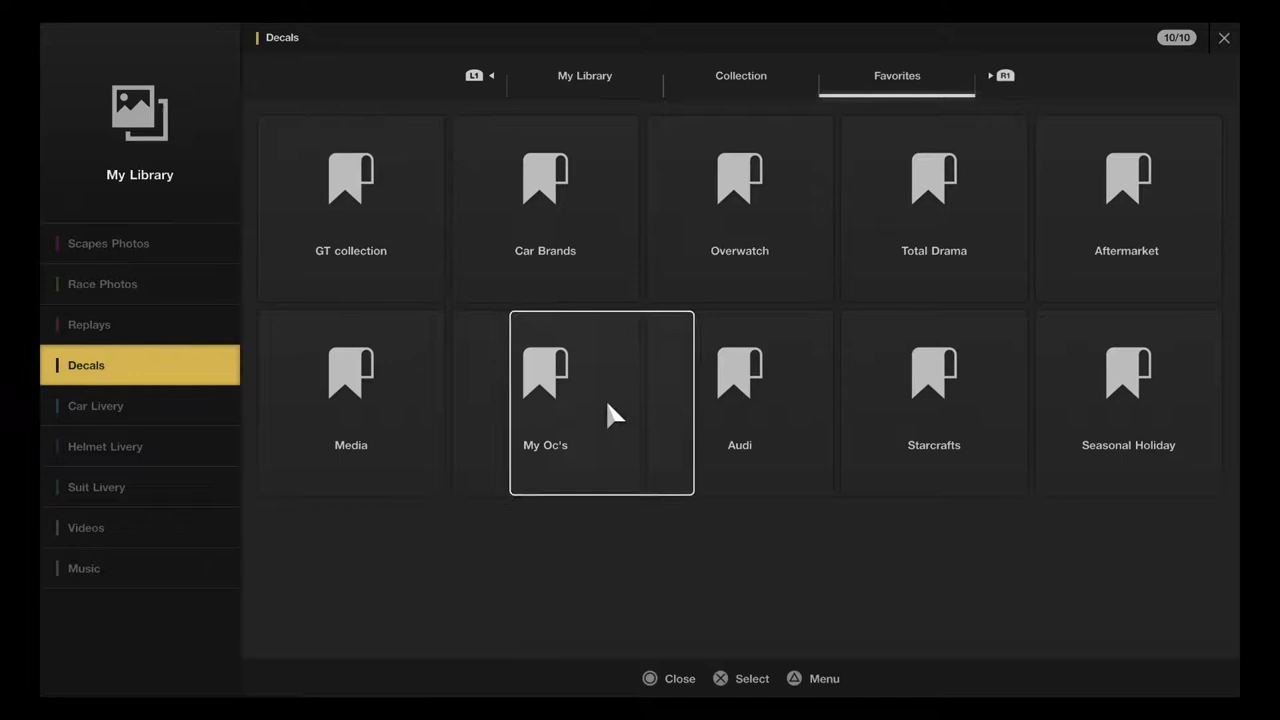 Decals
10/10
L1
My Library
Collection
Favorites
R1
My Library
Scapes Photos
Race Photos
Replays
Decals
Car Livery
Helmet Livery
Suit Livery
Videos
Music
GT collection
Car Brands
Overwatch
Total Drama
Aftermarket
Media
My Oc's
Audi
Starcrafts
Seasonal Holiday
Close
Select
Menu